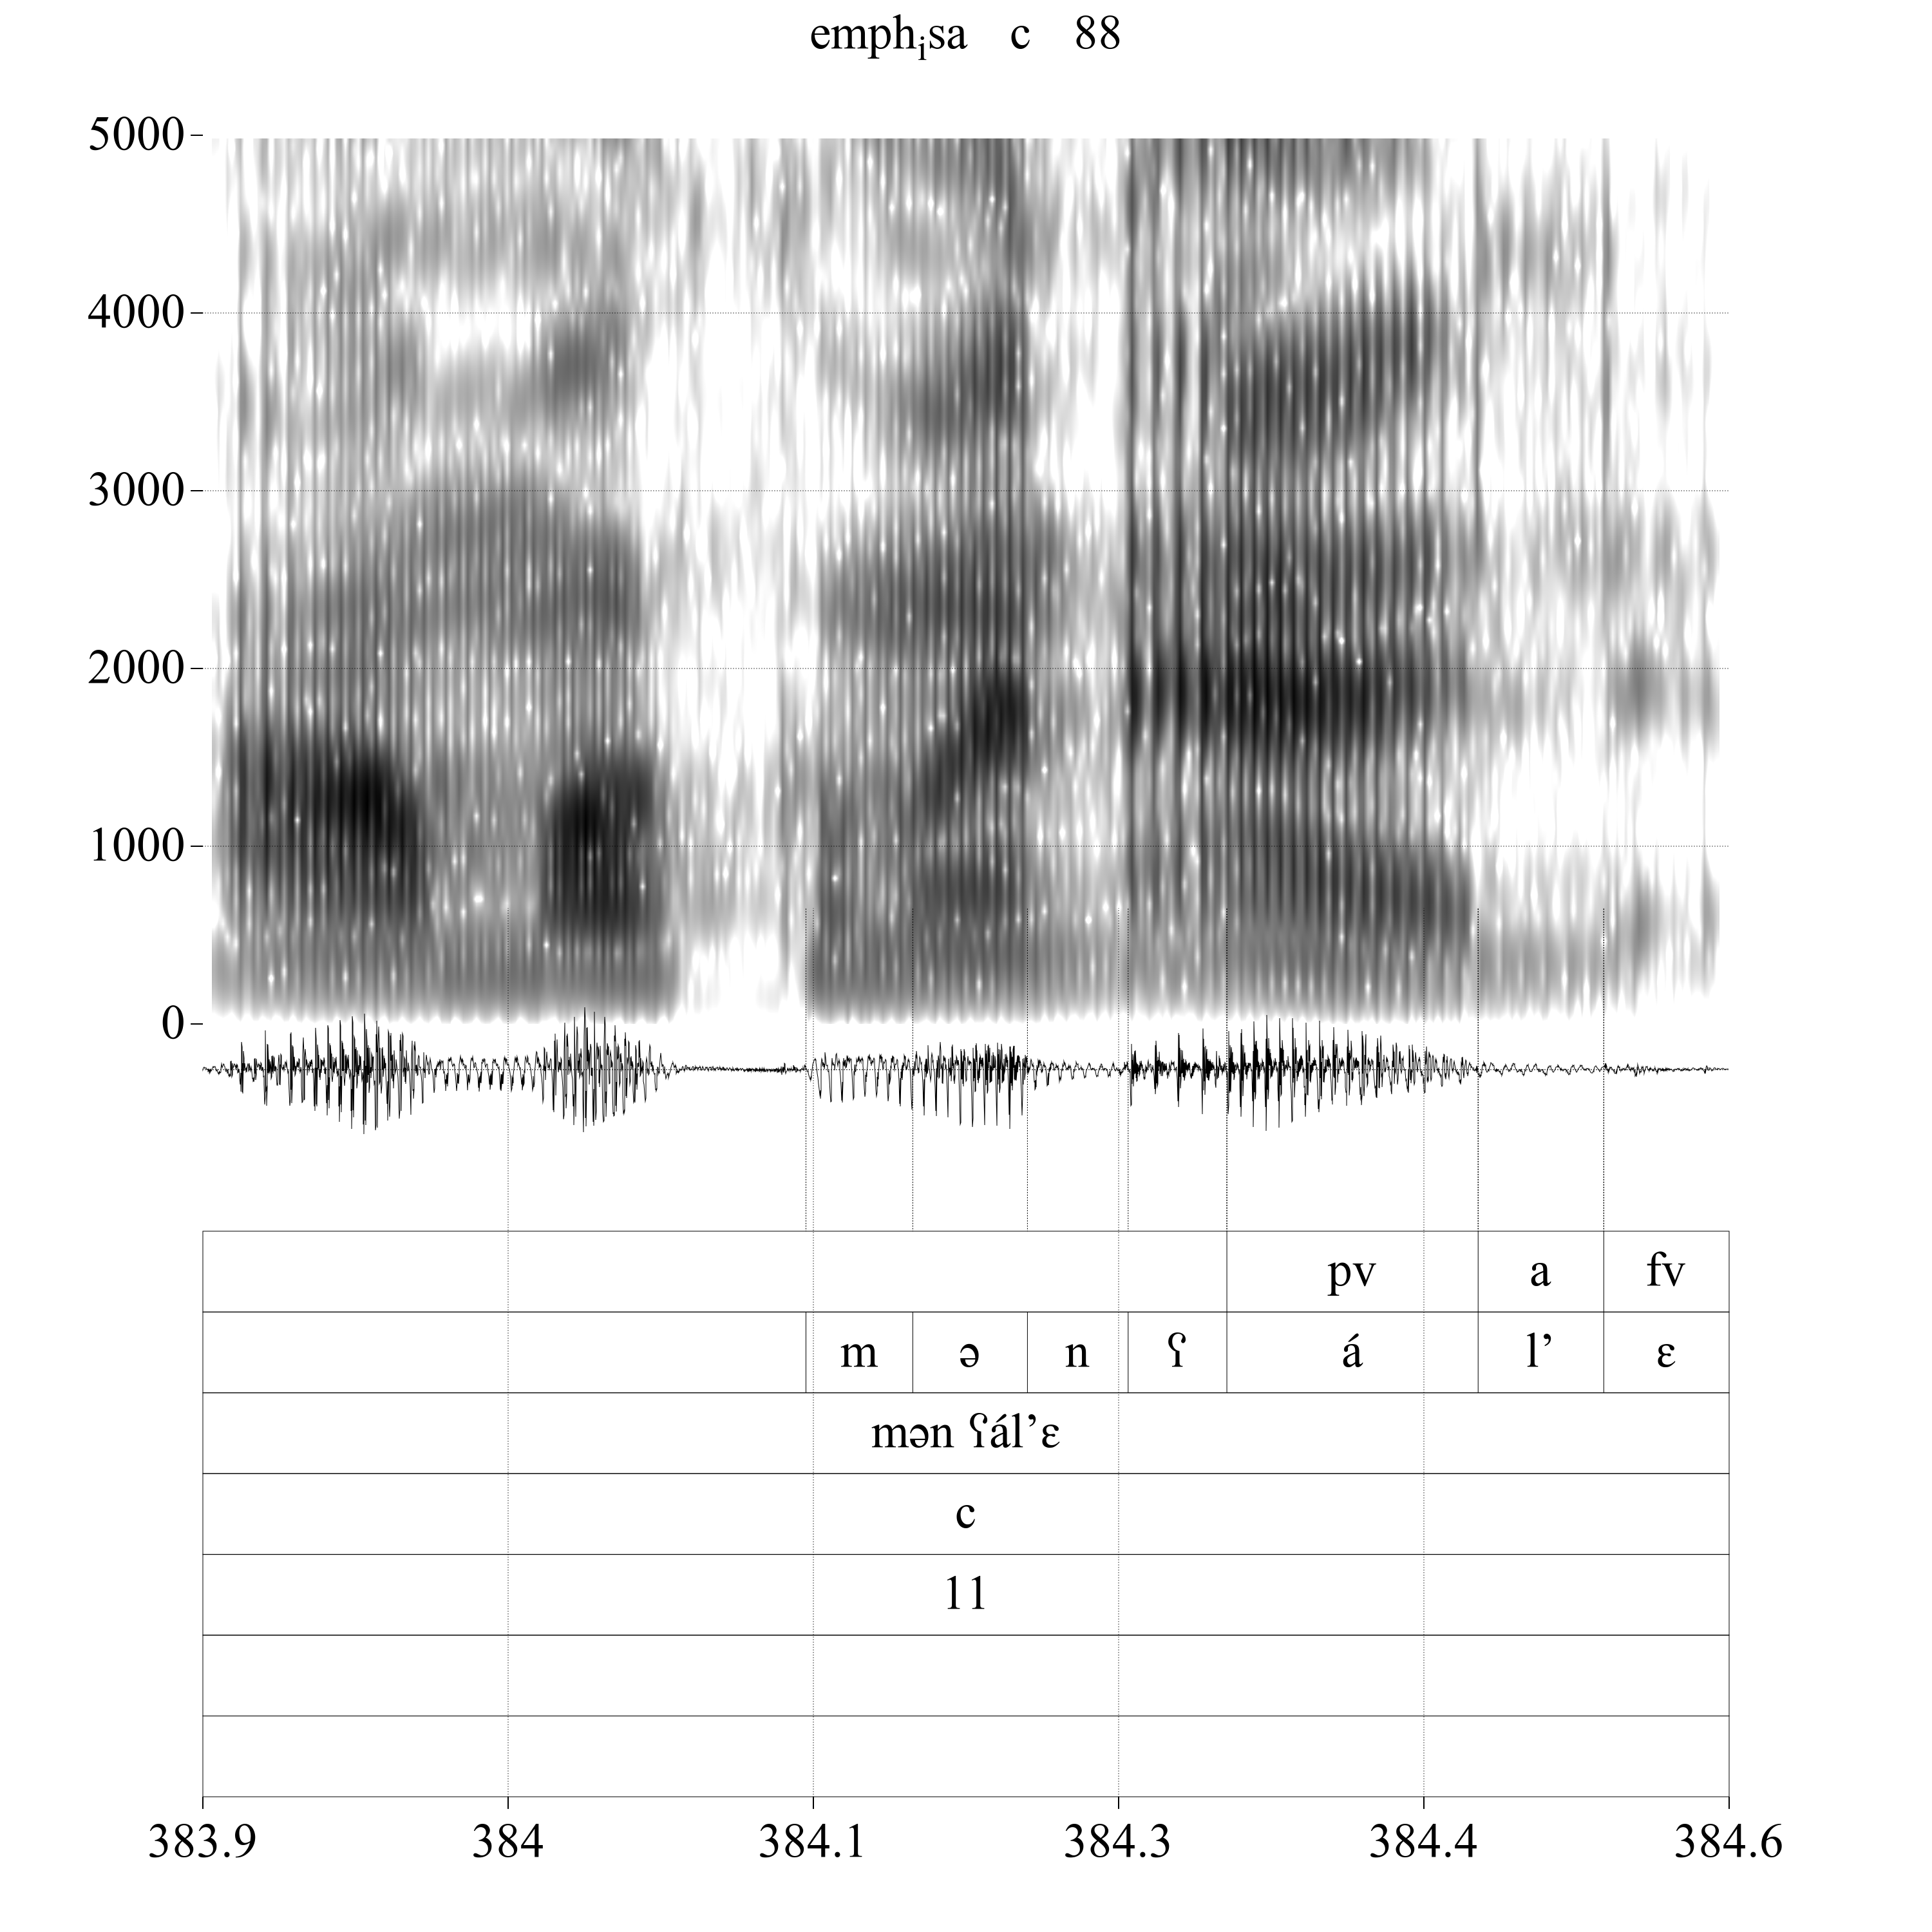 emphᵢsa c 88
5000
4000
3000
2000
1000
0
pv a fv
m ə n ʕ á l’ ɛ
mən ʕál’ɛ
c
11
383.9 384 384.1 384.3 384.4 384.6